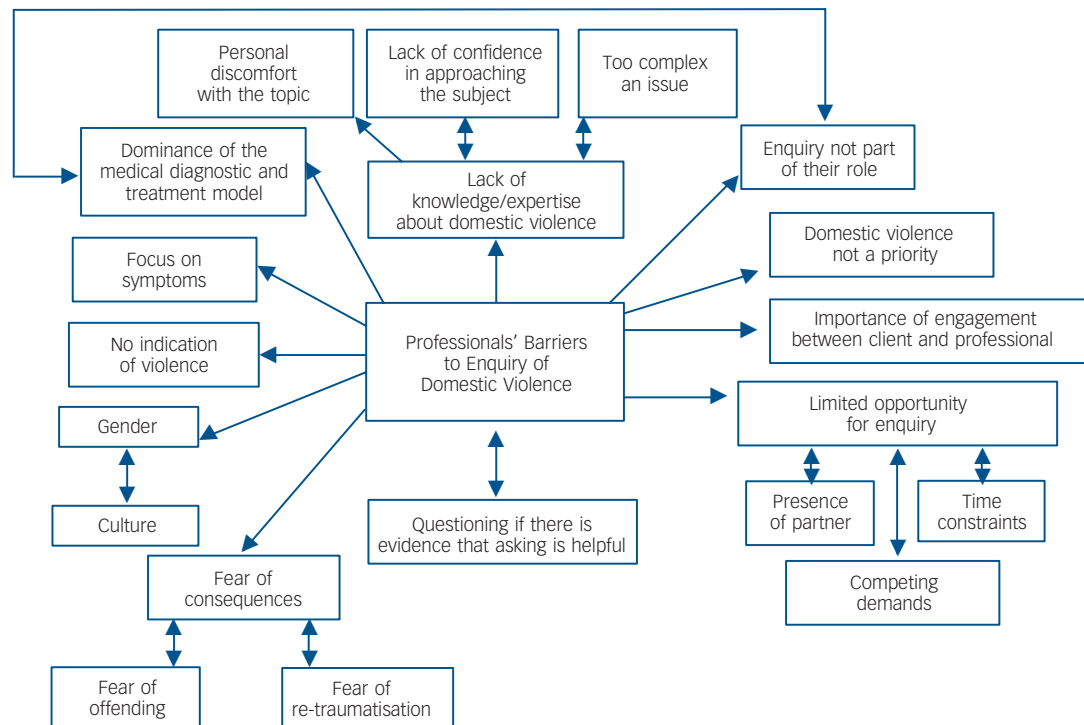 Personal
discomfort
with the topic
Lack of confidence
in approaching
the subject
Too complex
an issue
Dominance of the
medical diagnostic and
treatment model
Lack of
knowledge/expertise
about domestic violence
Enquiry not part
of their role
Focus on
symptoms
Domestic violence
not a priority
No indication
of violence
Professionals’ Barriers
to Enquiry of
Domestic Violence
Importance of engagement
between client and professional
Gender
Limited opportunity
for enquiry
Culture
Questioning if there is
evidence that asking is helpful
Presence
of partner
Time
constraints
Fear of
consequences
Competing
demands
Fear of
offending
Fear of
re-traumatisation